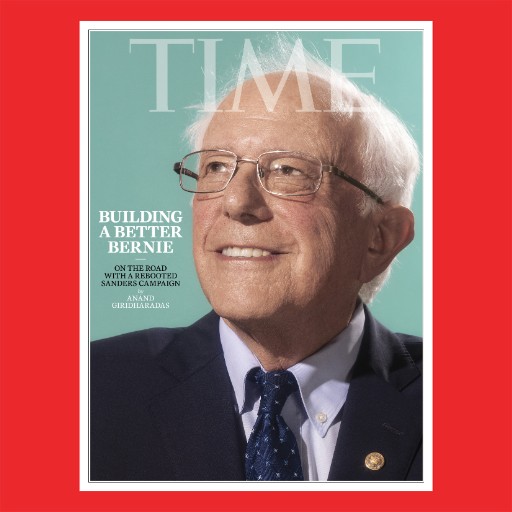 TIME
BUILDING
A BETTER
BERNIE
ON THE ROAD
WITH A REBOOTED
SANDERS CAMPAIGN
by
ANAND
GIRIDHARADAS